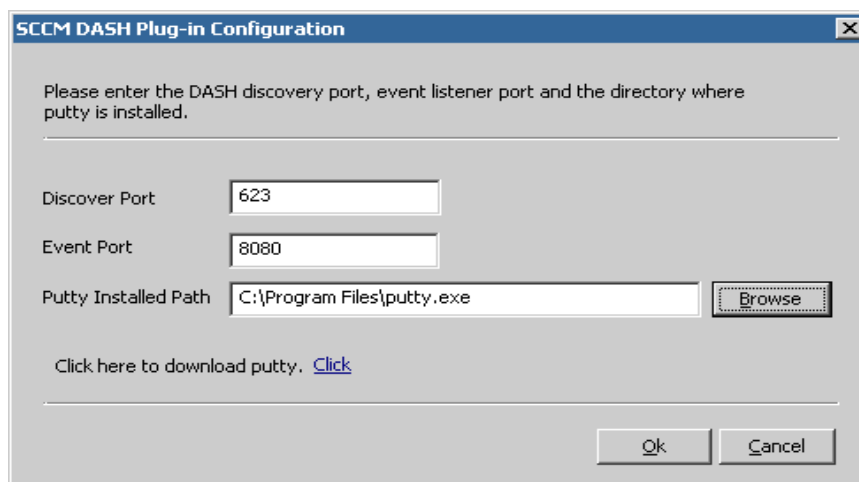 SCCM DASH Plug-in Configuration
Please enter the DASH discovery port, event listener port and the directory where
putty is installed.
Discover Port 623
Event Port 8080
Putty Installed Path C:\Program Files\putty.exe Browse
Click here to download putty. Click
Ok Cancel